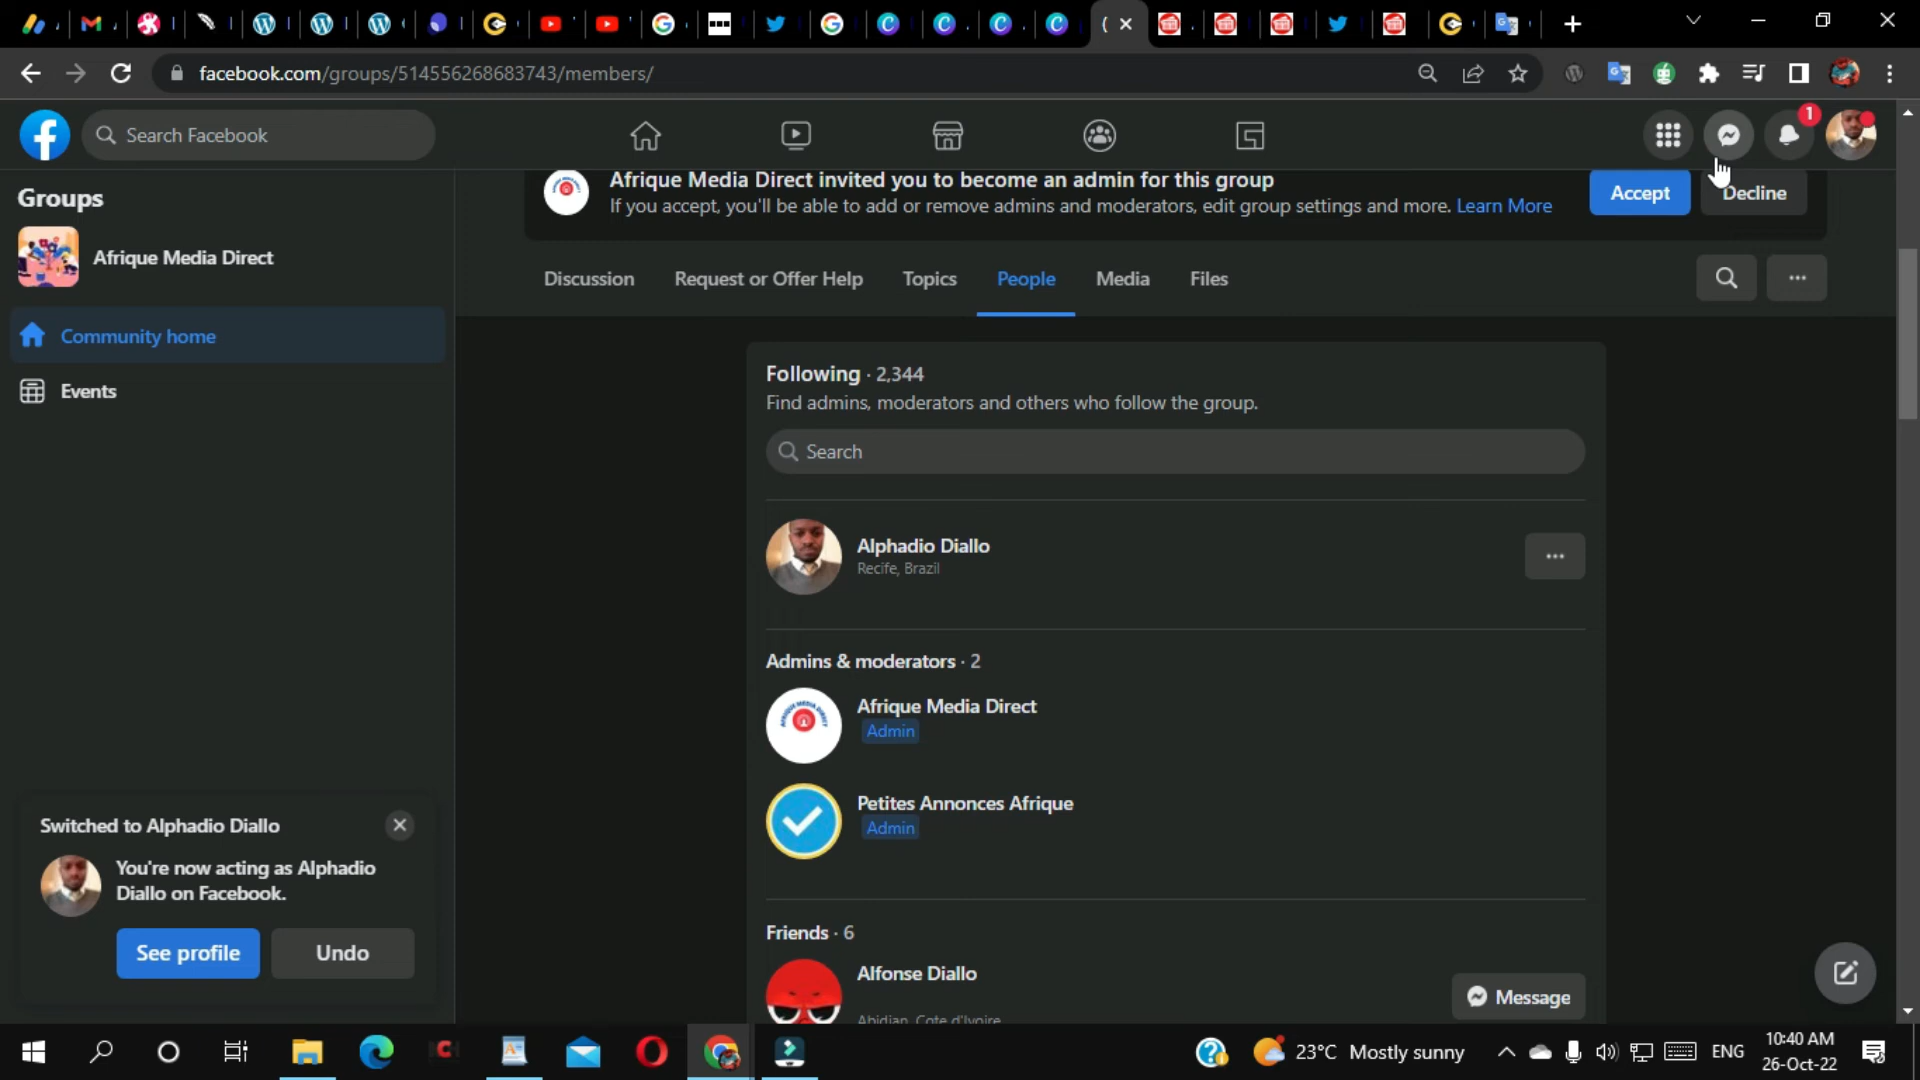 facebook.com/groups/514556268683743/members/
Search Facebook
1
Groups
Afrique Media Direct
Community home
Events
Afrique Media Direct invited you to become an admin for this group
If you accept, you'll be able to add or remove admins and moderators, edit group settings and more. Learn More
Accept
Decline
Discussion
Request or Offer Help
Topics
People
Media
Files
Following · 2,344
Find admins, moderators and others who follow the group.
Search
Alphadio Diallo
Recife, Brazil
Admins & moderators · 2
Afrique Media Direct
Admin
Petites Annonces Afrique
Admin
Friends · 6
Alfonse Diallo
Abidjan, Cote d'Ivoire
Message
Switched to Alphadio Diallo
You're now acting as Alphadio
Diallo on Facebook.
See profile
Undo
23°C Mostly sunny
ENG
10:40 AM
26-Oct-22